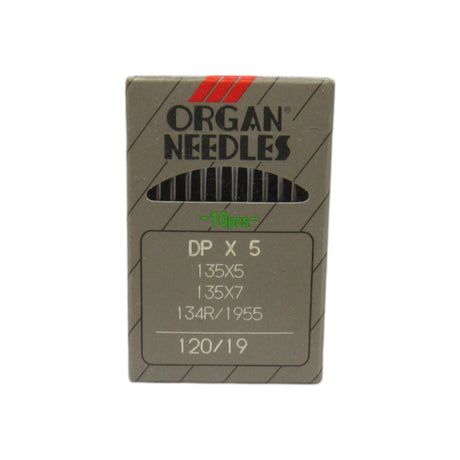 ORGAN®
NEEDLES
-10pcs-
DP X 5
135X5
135X7
134R/1955
120/19